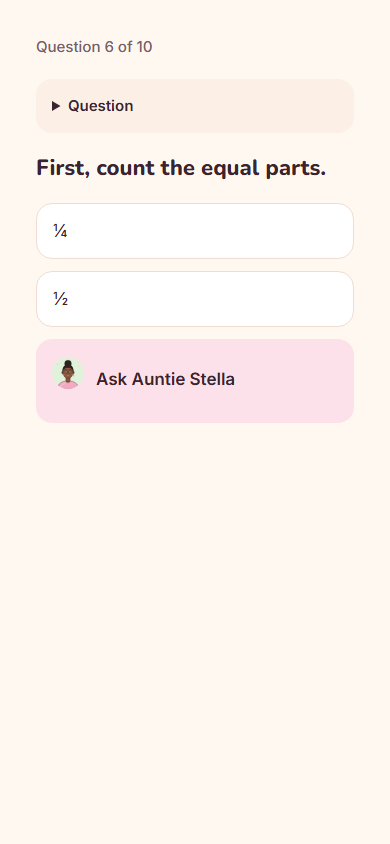 Question 6 of 10
Question
First, count the equal parts.
¼
½
Ask Auntie Stella